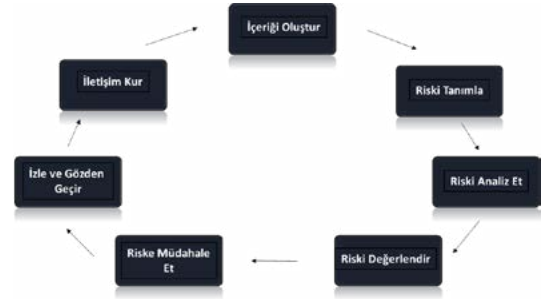 İçeriği Oluştur
Riski Tanımla
Riski Analiz Et
Riski Değerlendir
Riske Müdahale
Et
İzle ve Gözden
Geçir
İletişim Kur